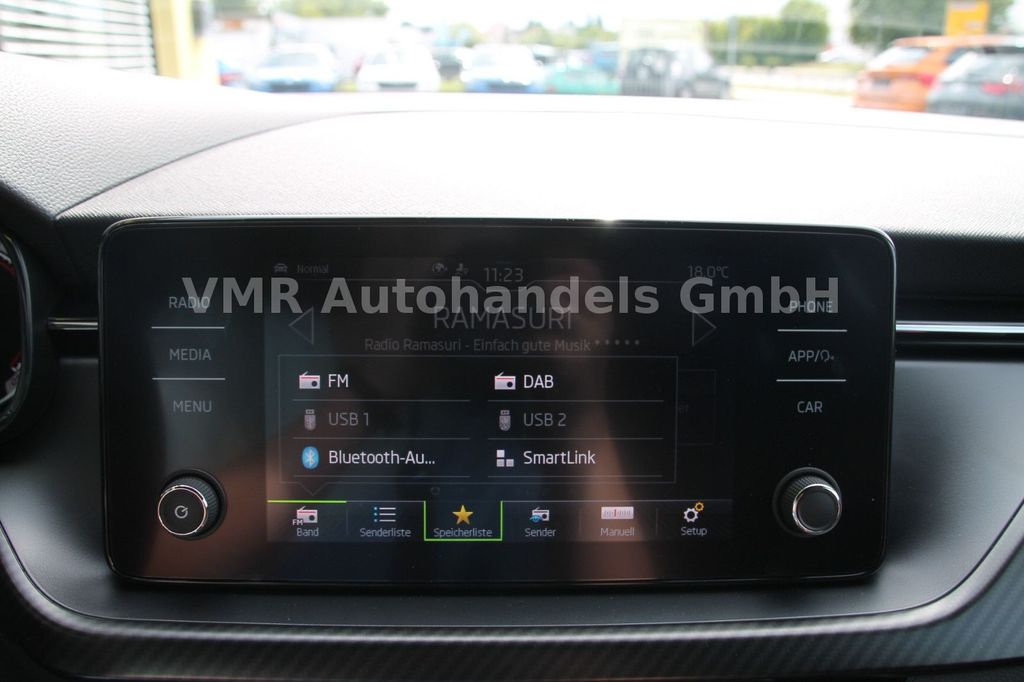 Normal 11:23 18.0°C
VMR Autohandels GmbH
RADIO
MEDIA
MENU
RAMASURI
Radio Ramasuri - Einfach gute Musik *****
FM DAB
USB 1 USB 2
Bluetooth-Au... SmartLink
FM
Band Senderliste Speicherliste Sender Manuell Setup
PHONE
APP/
CAR